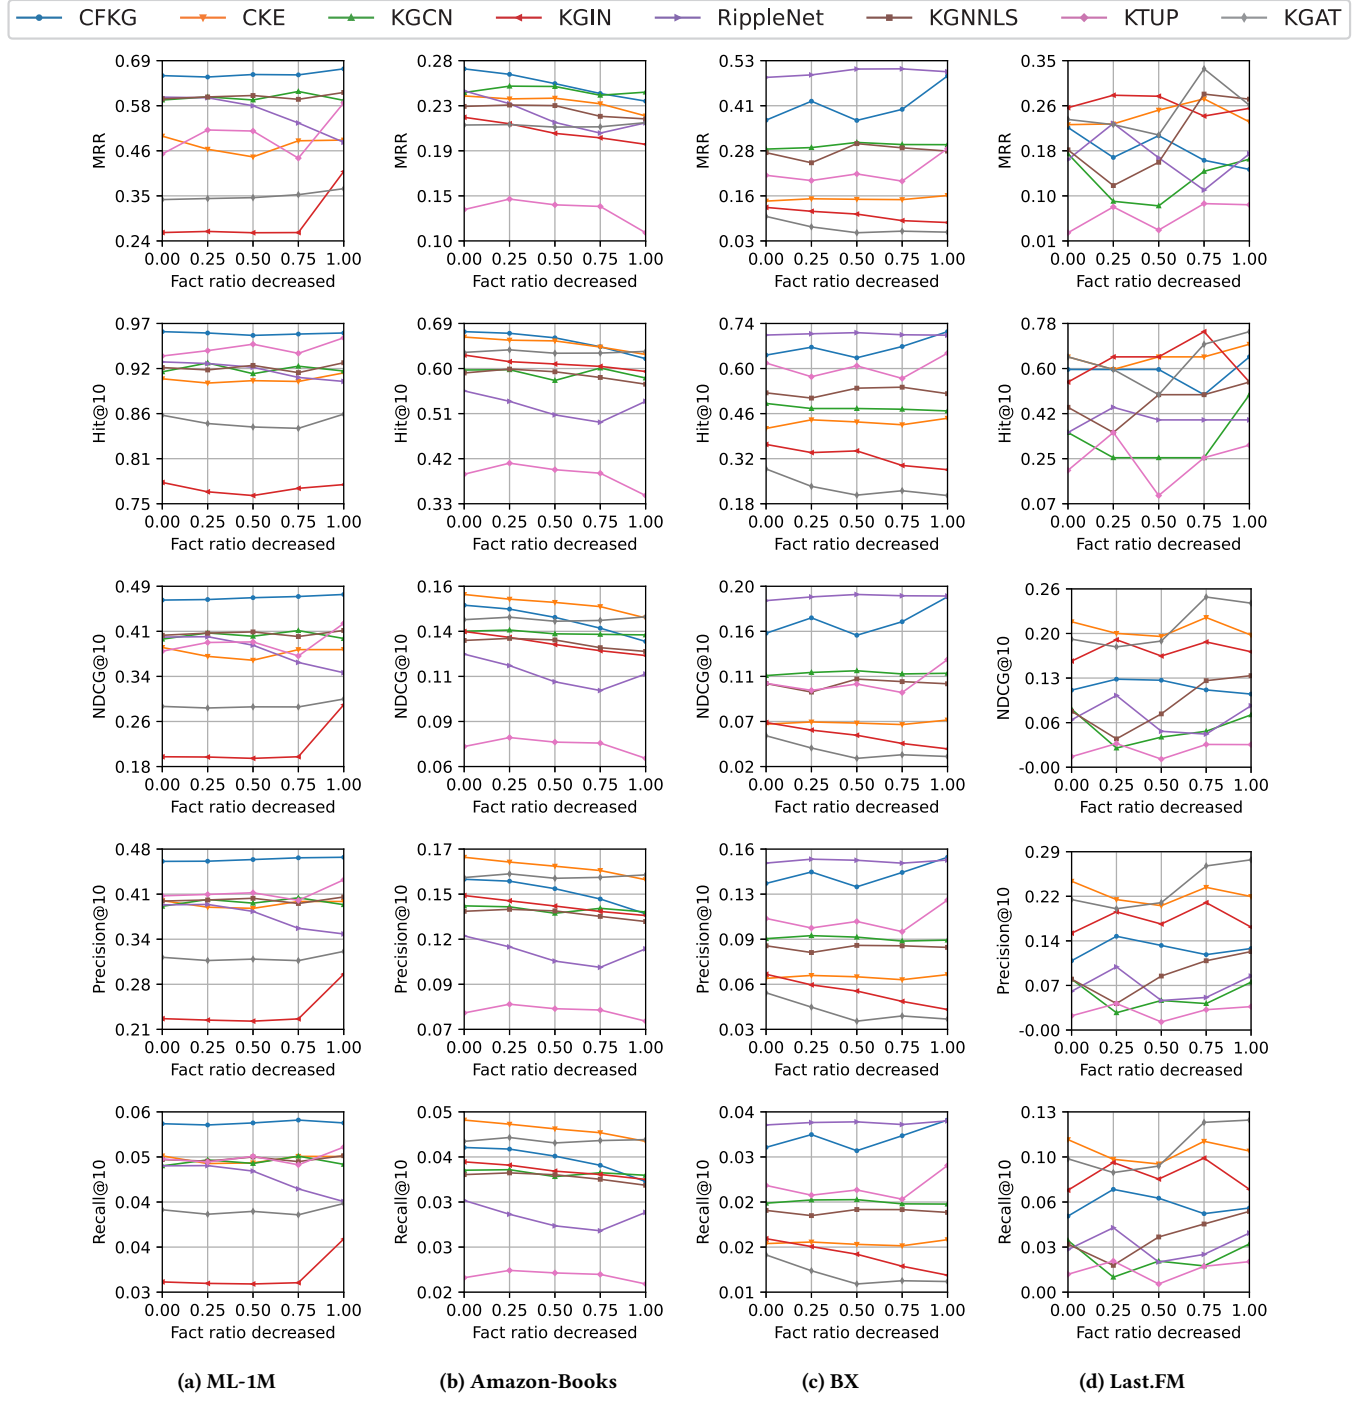 CFKG CKE KGCN KGIN RippleNet KGNNLS KTUP KGAT
MRR
0.69
0.58
0.46
0.35
0.24
0.00 0.25 0.50 0.75 1.00
Fact ratio decreased
MRR
0.28
0.23
0.19
0.15
0.10
0.00 0.25 0.50 0.75 1.00
Fact ratio decreased
MRR
0.53
0.41
0.28
0.16
0.03
0.00 0.25 0.50 0.75 1.00
Fact ratio decreased
MRR
0.35
0.26
0.18
0.10
0.01
0.00 0.25 0.50 0.75 1.00
Fact ratio decreased
Hit@10
0.97
0.92
0.86
0.81
0.75
0.00 0.25 0.50 0.75 1.00
Fact ratio decreased
Hit@10
0.69
0.60
0.51
0.42
0.33
0.00 0.25 0.50 0.75 1.00
Fact ratio decreased
Hit@10
0.74
0.60
0.46
0.32
0.18
0.00 0.25 0.50 0.75 1.00
Fact ratio decreased
Hit@10
0.78
0.60
0.42
0.25
0.07
0.00 0.25 0.50 0.75 1.00
Fact ratio decreased
NDCG@10
0.49
0.41
0.34
0.26
0.18
0.00 0.25 0.50 0.75 1.00
Fact ratio decreased
NDCG@10
0.16
0.14
0.11
0.09
0.06
0.00 0.25 0.50 0.75 1.00
Fact ratio decreased
NDCG@10
0.20
0.16
0.11
0.07
0.02
0.00 0.25 0.50 0.75 1.00
Fact ratio decreased
NDCG@10
0.26
0.20
0.13
0.06
-0.00
0.00 0.25 0.50 0.75 1.00
Fact ratio decreased
Precision@10
0.48
0.41
0.34
0.28
0.21
0.00 0.25 0.50 0.75 1.00
Fact ratio decreased
Precision@10
0.17
0.15
0.12
0.09
0.07
0.00 0.25 0.50 0.75 1.00
Fact ratio decreased
Precision@10
0.16
0.13
0.09
0.06
0.03
0.00 0.25 0.50 0.75 1.00
Fact ratio decreased
Precision@10
0.29
0.22
0.14
0.07
-0.00
0.00 0.25 0.50 0.75 1.00
Fact ratio decreased
Recall@10
0.06
0.05
0.04
0.04
0.03
0.00 0.25 0.50 0.75 1.00
Fact ratio decreased
Recall@10
0.05
0.04
0.03
0.03
0.02
0.00 0.25 0.50 0.75 1.00
Fact ratio decreased
Recall@10
0.04
0.03
0.02
0.02
0.01
0.00 0.25 0.50 0.75 1.00
Fact ratio decreased
Recall@10
0.13
0.10
0.06
0.03
0.00
0.00 0.25 0.50 0.75 1.00
Fact ratio decreased
(a) ML-1M
(b) Amazon-Books
(c) BX
(d) Last.FM